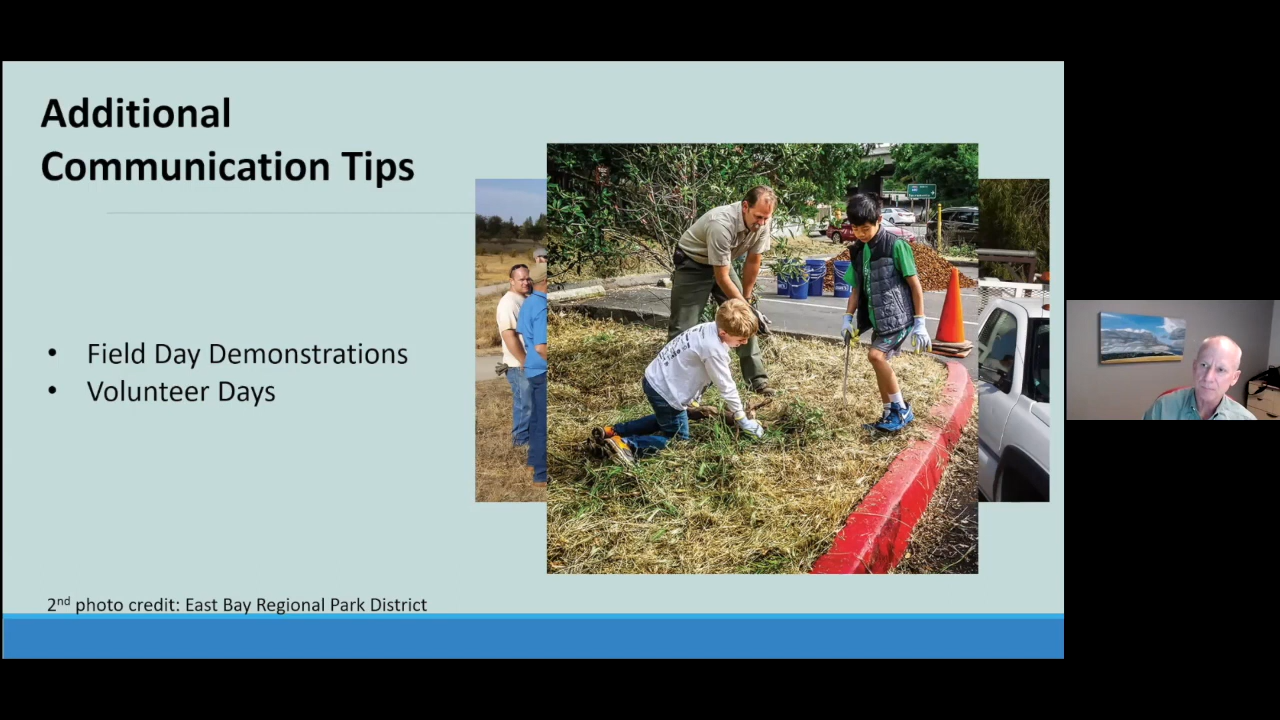 Additional
Communication Tips
• Field Day Demonstrations
• Volunteer Days
2nd photo credit: East Bay Regional Park District